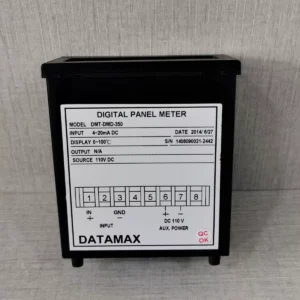 DIGITAL PANEL METER
MODEL DMT-DMD-350
INPUT 4~20mA DC DATE 2014/6/27
DISPLAY 0~100℃ S/N 1406090021-2442
OUTPUT N/A
SOURCE 110V DC
1 2 3 4 5 6 7 8
IN GND
+ - + -
INPUT DC 110 V
AUX. POWER
DATAMAX
QC
OK